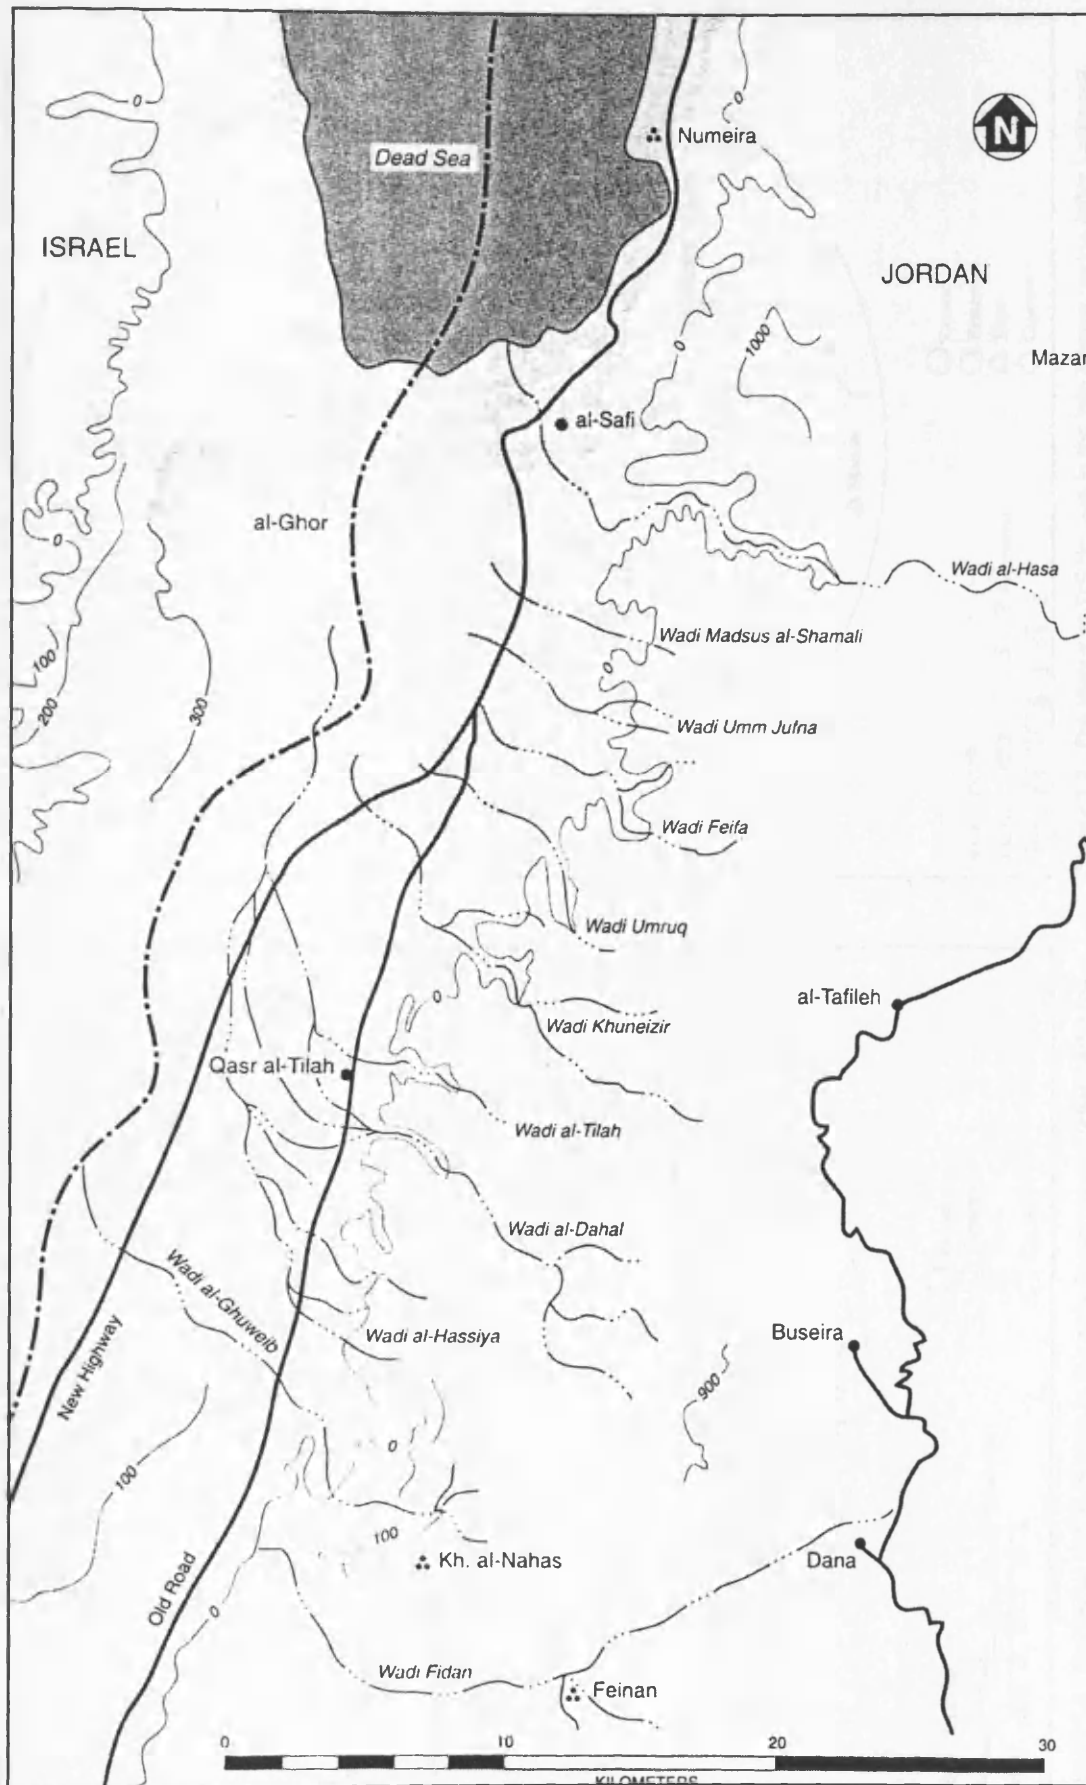 0
0
N
Numeira
Dead Sea
ISRAEL
JORDAN
0
1000
Mazar
al-Safi
al-Ghor
0
Wadi al-Hasa
Wadi Madsus al-Shamali
0
100
200
300
Wadi Umm Jufna
Wadi Feifa
Wadi Umruq
0
al-Tafileh
Wadi Khuneizir
Qasr al-Tilah
Wadi al-Tilah
Wadi al-Dahal
Wadi al-Ghuweib
Wadi al-Hassiya
Buseira
New Highway
900
0
100
100
Kh. al-Nahas
Dana
Old Road
0
Wadi Fidan
Feinan
0 10 20 30
KILOMETERS